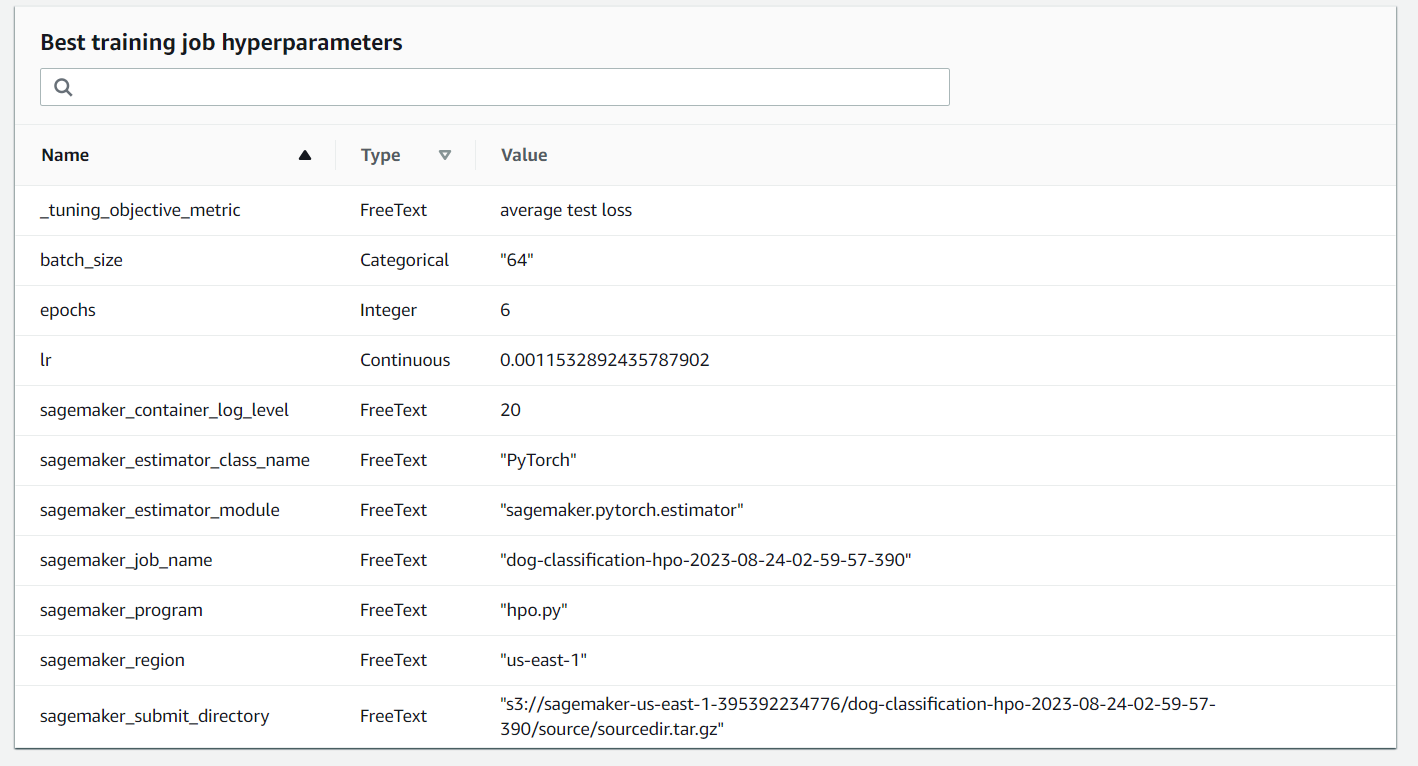 Best training job hyperparameters
Name Type Value
_tuning_objective_metric FreeText average test loss
batch_size Categorical "64"
epochs Integer 6
lr Continuous 0.0011532892435787902
sagemaker_container_log_level FreeText 20
sagemaker_estimator_class_name FreeText "PyTorch"
sagemaker_estimator_module FreeText "sagemaker.pytorch.estimator"
sagemaker_job_name FreeText "dog-classification-hpo-2023-08-24-02-59-57-390"
sagemaker_program FreeText "hpo.py"
sagemaker_region FreeText "us-east-1"
sagemaker_submit_directory FreeText "s3://sagemaker-us-east-1-395392234776/dog-classification-hpo-2023-08-24-02-59-57-
390/source/sourcedir.tar.gz"